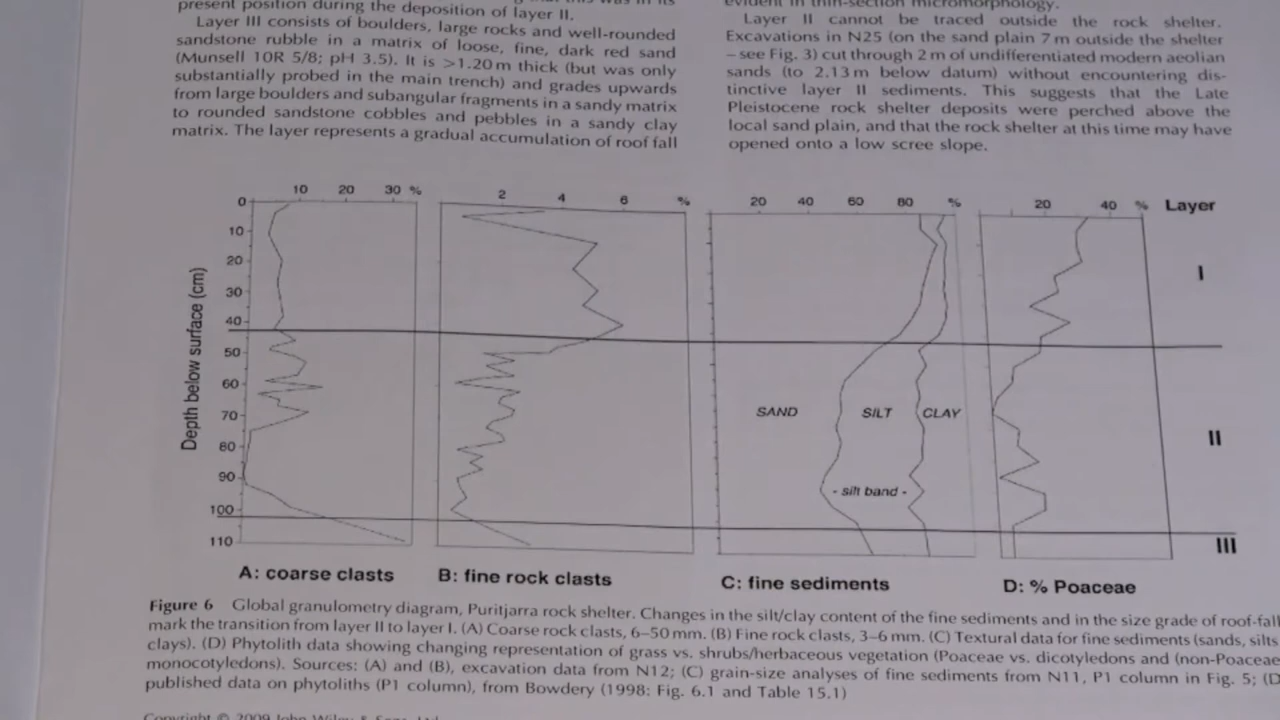 present position during the deposition of layer II.
Layer III consists of boulders, large rocks and well-rounded
sandstone rubble in a matrix of loose, fine, dark red sand
(Munsell 10R 5/8; pH 3.5). It is >1.20 m thick (but was only
substantially probed in the main trench) and grades upwards
from large boulders and subangular fragments in a sandy matrix
to rounded sandstone cobbles and pebbles in a sandy clay
matrix. The layer represents a gradual accumulation of roof fall
evident in thin-section micromorphology.
Layer II cannot be traced outside the rock shelter.
Excavations in N25 (on the sand plain 7 m outside the shelter
– see Fig. 3) cut through 2 m of undifferentiated modern aeolian
sands (to 2.13 m below datum) without encountering dis-
tinctive layer II sediments. This suggests that the Late
Pleistocene rock shelter deposits were perched above the
local sand plain, and that the rock shelter at this time may have
opened onto a low scree slope.
10 20 30 %
2 4 6 %
20 40 60 80 %
20 40 % Layer
Depth below surface (cm)
0
10
20
30
40
50
60
70
80
90
100
110
SAND SILT CLAY
- silt band -
I
II
III
A: coarse clasts B: fine rock clasts C: fine sediments D: % Poaceae
Figure 6 Global granulometry diagram, Puritjarra rock shelter. Changes in the silt/clay content of the fine sediments and in the size grade of roof-fall
mark the transition from layer II to layer I. (A) Coarse rock clasts, 6–50 mm. (B) Fine rock clasts, 3–6 mm. (C) Textural data for fine sediments (sands, silts,
clays). (D) Phytolith data showing changing representation of grass vs. shrubs/herbaceous vegetation (Poaceae vs. dicotyledons and (non-Poaceae
monocotyledons). Sources: (A) and (B), excavation data from N12; (C) grain-size analyses of fine sediments from N11, P1 column in Fig. 5; (D
published data on phytoliths (P1 column), from Bowdery (1998: Fig. 6.1 and Table 15.1)
Copyright © 2009 John Wiley & Sons, Ltd.